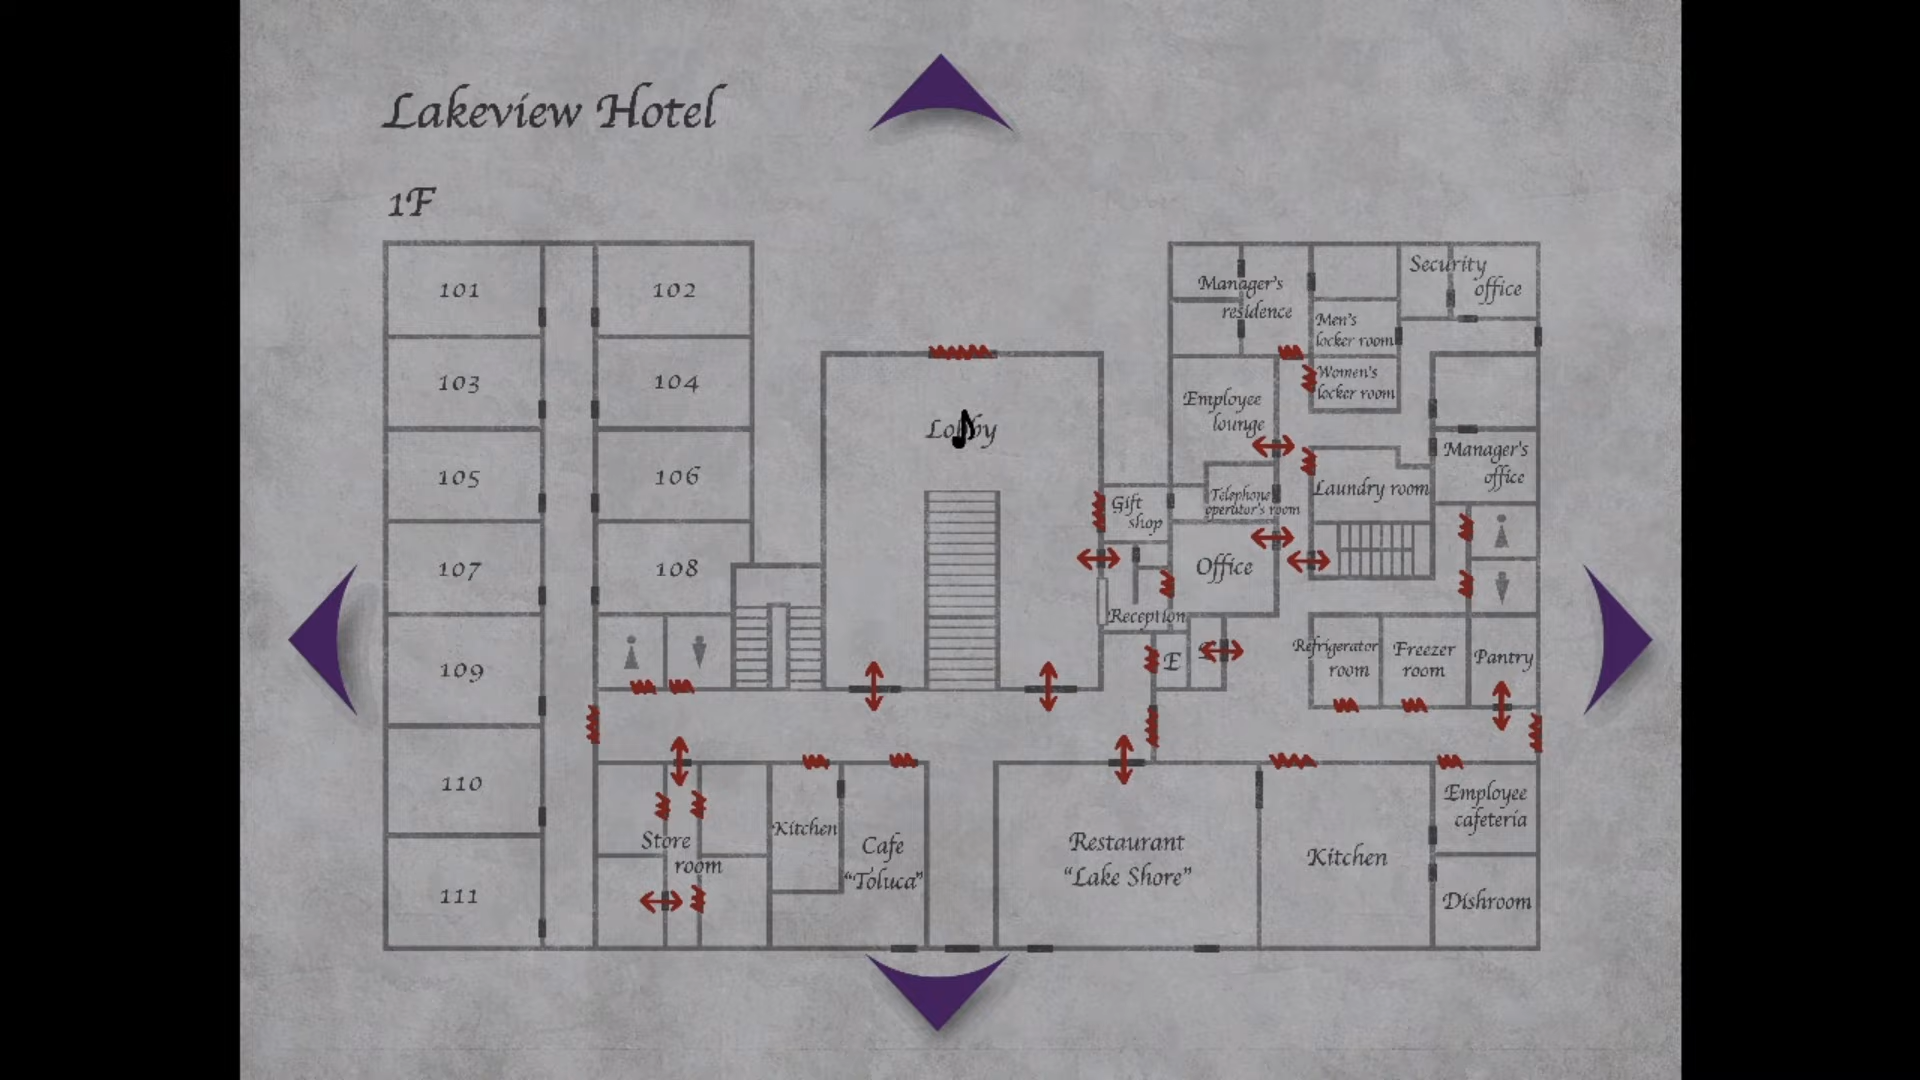 Lakeview Hotel
1F
101
102
103
104
105
106
107
108
109
110
111
Lobby
Gift
shop
Reception
Manager's
residence
Men's
locker room
Women's
locker room
Security
office
Employee
lounge
Telephone
operator's room
Office
Laundry room
Manager's
office
E
Refrigerator
room
Freezer
room
Pantry
Store
room
Kitchen
Cafe
“Toluca”
Restaurant
“Lake Shore”
Kitchen
Employee
cafeteria
Dishroom